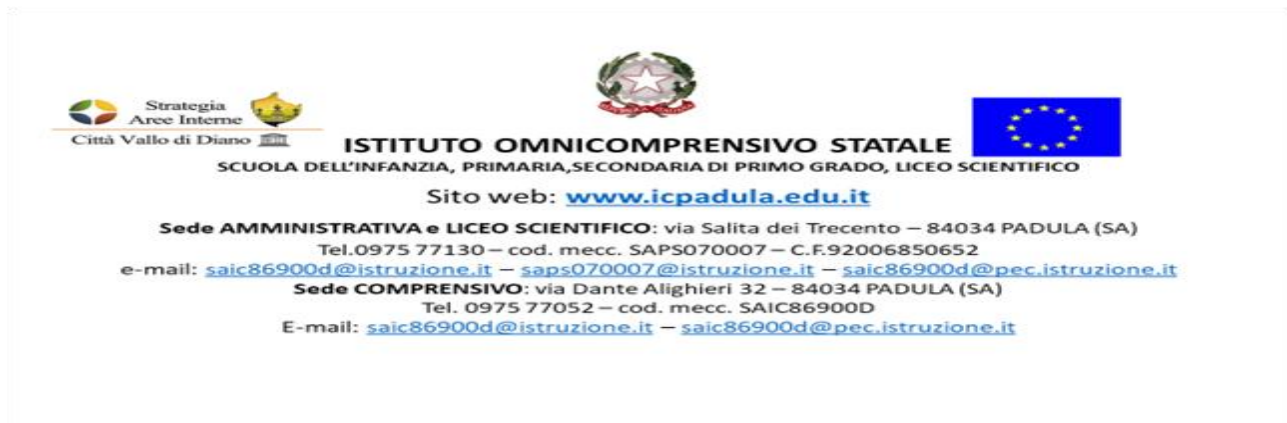 Strategia
Aree Interne
Città Vallo di Diano
ISTITUTO OMNICOMPRENSIVO STATALE
SCUOLA DELL'INFANZIA, PRIMARIA,SECONDARIA DI PRIMO GRADO, LICEO SCIENTIFICO
Sito web: www.icpadula.edu.it
Sede AMMINISTRATIVA e LICEO SCIENTIFICO: via Salita dei Trecento – 84034 PADULA (SA)
Tel.0975 77130 – cod. mecc. SAPS070007 – C.F.92006850652
e-mail: saic86900d@istruzione.it – saps070007@istruzione.it – saic86900d@pec.istruzione.it
Sede COMPRENSIVO: via Dante Alighieri 32 – 84034 PADULA (SA)
Tel. 0975 77052 – cod. mecc. SAIC86900D
E-mail: saic86900d@istruzione.it – saic86900d@pec.istruzione.it